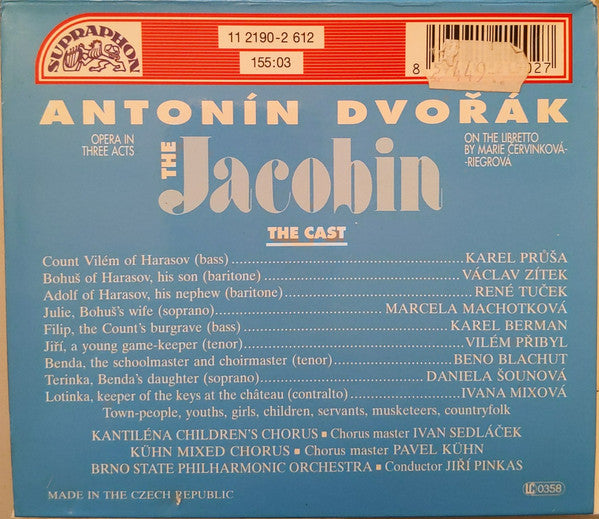 SUPRAPHON
11 2190-2 612
155:03
8 027
449
ANTONÍN DVOŘÁK
OPERA IN
THREE ACTS
THE Jacobin
ON THE LIBRETTO
BY MARIE ČERVINKOVÁ-
-RIEGROVÁ
THE CAST
Count Vilém of Harasov (bass) KAREL PRŮŠA
Bohuš of Harasov, his son (baritone) VÁCLAV ZÍTEK
Adolf of Harasov, his nephew (baritone) RENÉ TUČEK
Julie, Bohuš's wife (soprano) MARCELA MACHOTKOVÁ
Filip, the Count's burgrave (bass) KAREL BERMAN
Jiří, a young game-keeper (tenor) VILÉM PŘIBYL
Benda, the schoolmaster and choirmaster (tenor) BENO BLACHUT
Terinka, Benda's daughter (soprano) DANIELA ŠOUNOVÁ
Lotinka, keeper of the keys at the château (contralto) IVANA MIXOVÁ
Town-people, youths, girls, children, servants, musketeers, countryfolk
KANTILÉNA CHILDREN'S CHORUS ■ Chorus master IVAN SEDLÁČEK
KÜHN MIXED CHORUS ■ Chorus master PAVEL KÜHN
BRNO STATE PHILHARMONIC ORCHESTRA ■ Conductor JIŘÍ PINKAS
MADE IN THE CZECH REPUBLIC
LC 0358